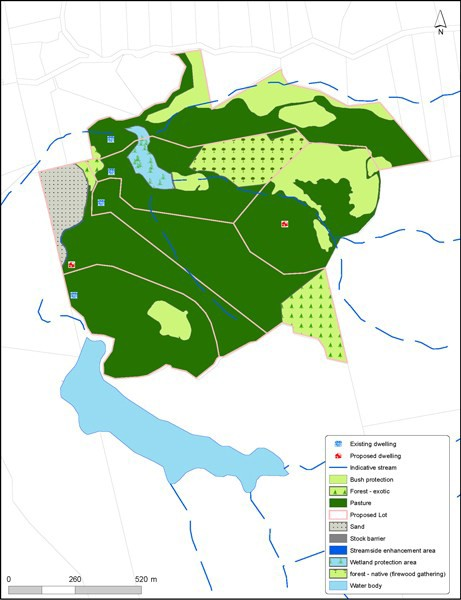 N
Existing dwelling
Proposed dwelling
Indicative stream
Bush protection
Forest - exotic
Pasture
Proposed Lot
Sand
Stock barrier
Streamside enhancement area
Wetland protection area
forest - native (firewood gathering)
Water body
0 260 520 m